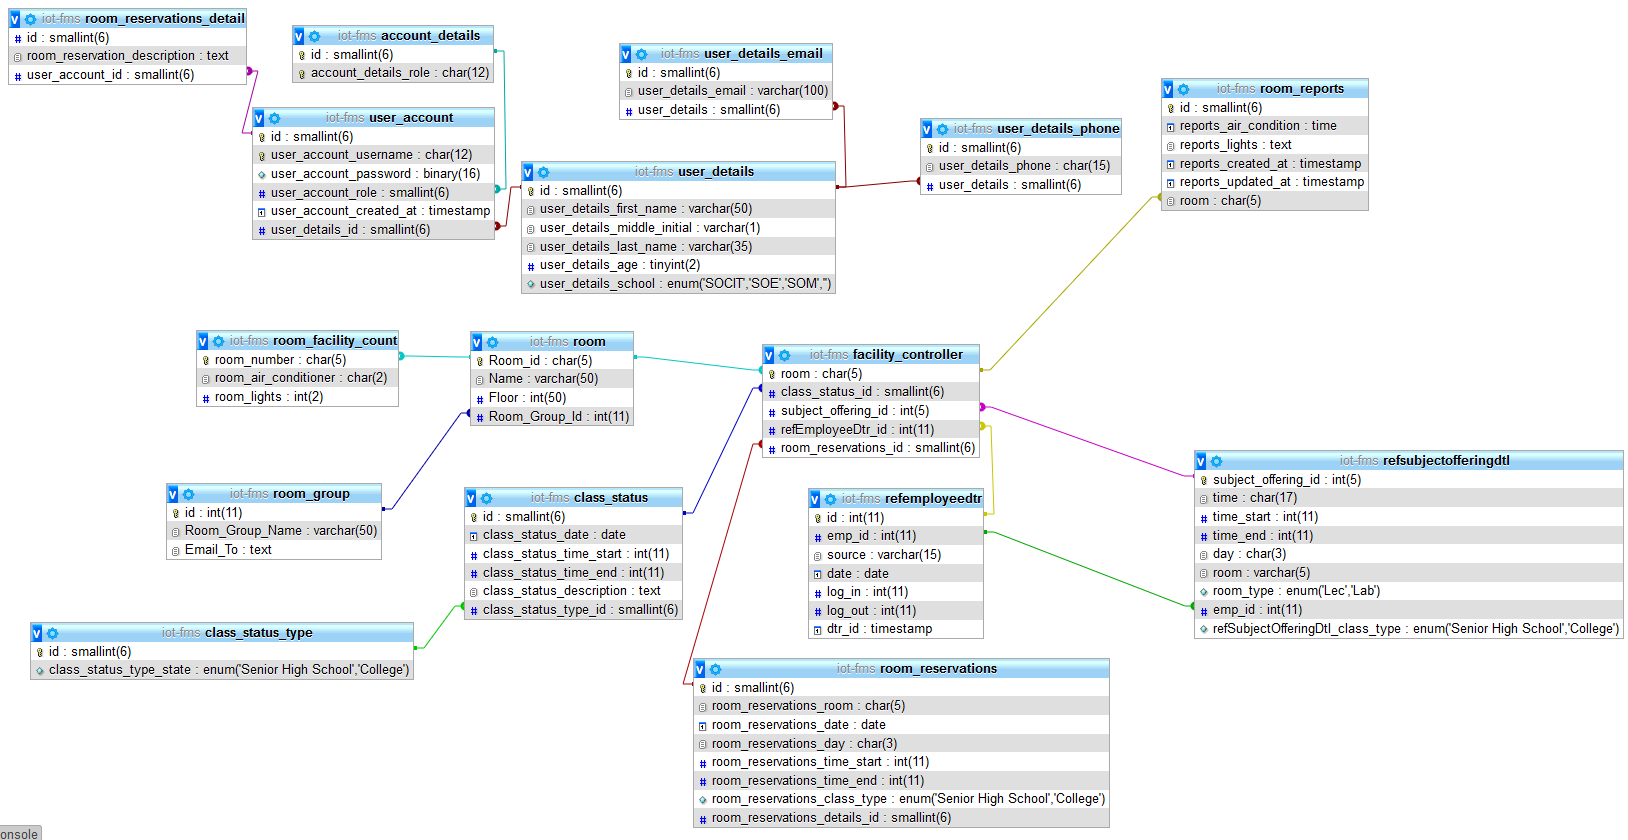 v iot-fms room_reservations_detail
# id : smallint(6)
room_reservation_description : text
# user_account_id : smallint(6)
v iot-fms account_details
id : smallint(6)
account_details_role : char(12)
v iot-fms user_details_email
id : smallint(6)
user_details_email : varchar(100)
# user_details : smallint(6)
v iot-fms room_reports
id : smallint(6)
reports_air_condition : time
reports_lights : text
reports_created_at : timestamp
reports_updated_at : timestamp
room : char(5)
v iot-fms user_account
id : smallint(6)
user_account_username : char(12)
user_account_password : binary(16)
# user_account_role : smallint(6)
user_account_created_at : timestamp
# user_details_id : smallint(6)
v iot-fms user_details_phone
id : smallint(6)
user_details_phone : char(15)
# user_details : smallint(6)
v iot-fms user_details
id : smallint(6)
user_details_first_name : varchar(50)
user_details_middle_initial : varchar(1)
user_details_last_name : varchar(35)
# user_details_age : tinyint(2)
user_details_school : enum('SOCIT','SOE','SOM','')
v iot-fms room_facility_count
room_number : char(5)
room_air_conditioner : char(2)
# room_lights : int(2)
v iot-fms room
Room_id : char(5)
Name : varchar(50)
# Floor : int(50)
# Room_Group_Id : int(11)
v iot-fms facility_controller
room : char(5)
# class_status_id : smallint(6)
# subject_offering_id : int(5)
# refEmployeeDtr_id : int(11)
# room_reservations_id : smallint(6)
v iot-fms refsubjectofferingdtl
subject_offering_id : int(5)
time : char(17)
# time_start : int(11)
# time_end : int(11)
day : char(3)
room : varchar(5)
room_type : enum('Lec','Lab')
# emp_id : int(11)
refSubjectOfferingDtl_class_type : enum('Senior High School','College')
v iot-fms room_group
id : int(11)
Room_Group_Name : varchar(50)
Email_To : text
v iot-fms class_status
id : smallint(6)
class_status_date : date
# class_status_time_start : int(11)
# class_status_time_end : int(11)
class_status_description : text
# class_status_type_id : smallint(6)
v iot-fms refemployeedtr
id : int(11)
# emp_id : int(11)
source : varchar(15)
date : date
# log_in : int(11)
# log_out : int(11)
dtr_id : timestamp
v iot-fms class_status_type
id : smallint(6)
class_status_type_state : enum('Senior High School','College')
v iot-fms room_reservations
id : smallint(6)
room_reservations_room : char(5)
room_reservations_date : date
room_reservations_day : char(3)
# room_reservations_time_start : int(11)
# room_reservations_time_end : int(11)
room_reservations_class_type : enum('Senior High School','College')
# room_reservations_details_id : smallint(6)
onsole